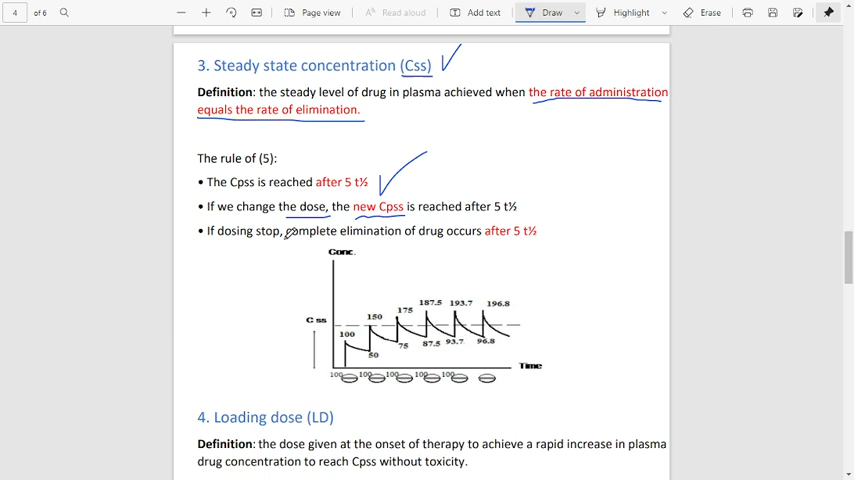 4 of 6 Page view Read aloud Add text Draw Highlight Erase
3. Steady state concentration (Css)
Definition: the steady level of drug in plasma achieved when the rate of administration
equals the rate of elimination.
The rule of (5):
• The Cpss is reached after 5 t½
• If we change the dose, the new Cpss is reached after 5 t½
• If dosing stop, complete elimination of drug occurs after 5 t½
Conc.
187.5 193.7 196.8
175
150
C ss
100
50 75 87.5 93.7 96.8
Time
100 100 100 100 100
4. Loading dose (LD)
Definition: the dose given at the onset of therapy to achieve a rapid increase in plasma
drug concentration to reach Cpss without toxicity.